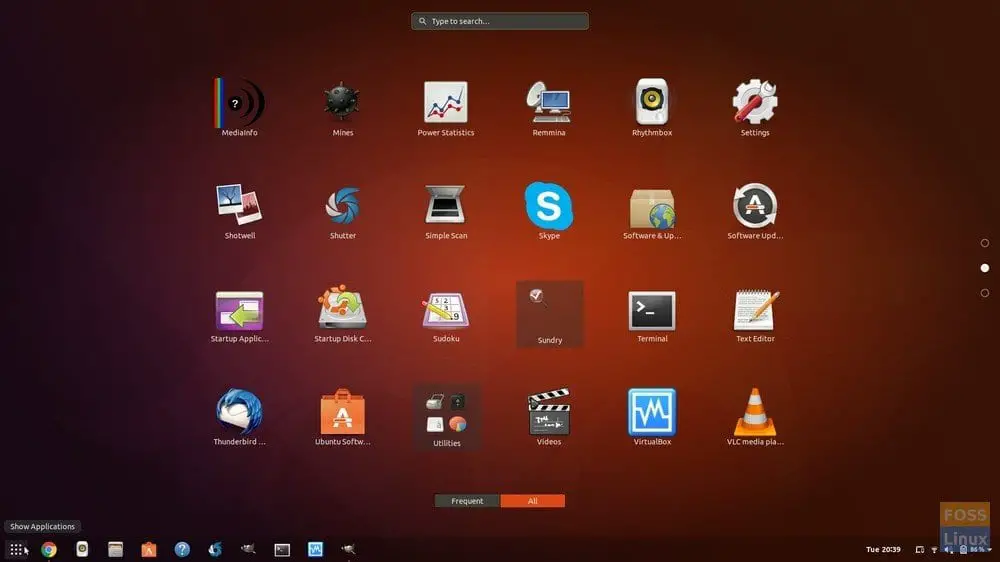 Type to search...
MediaInfo
Mines
Power Statistics
Remmina
Rhythmbox
Settings
Shotwell
Shutter
Simple Scan
Skype
Software & Up...
Software Upd...
Startup Applic...
Startup Disk C...
Sudoku
Sundry
Terminal
Text Editor
Thunderbird ...
Ubuntu Softw...
Utilities
Videos
VirtualBox
VLC media pla...
Frequent
All
Show Applications
Tue 20:39
86%
FOSS
Linux